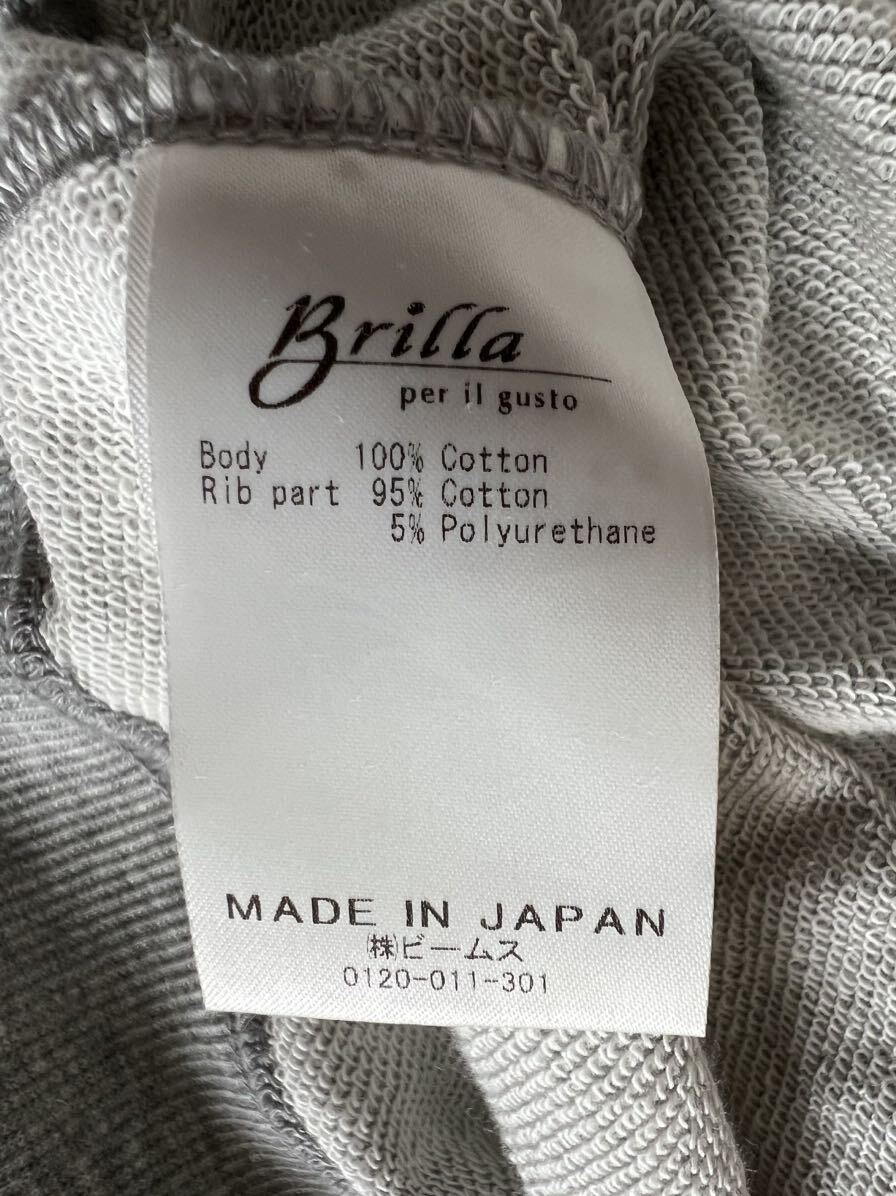 Brilla
per il gusto
Body 100% Cotton
Rib part 95% Cotton
5% Polyurethane
MADE IN JAPAN
㈱ビームス
0120-011-301